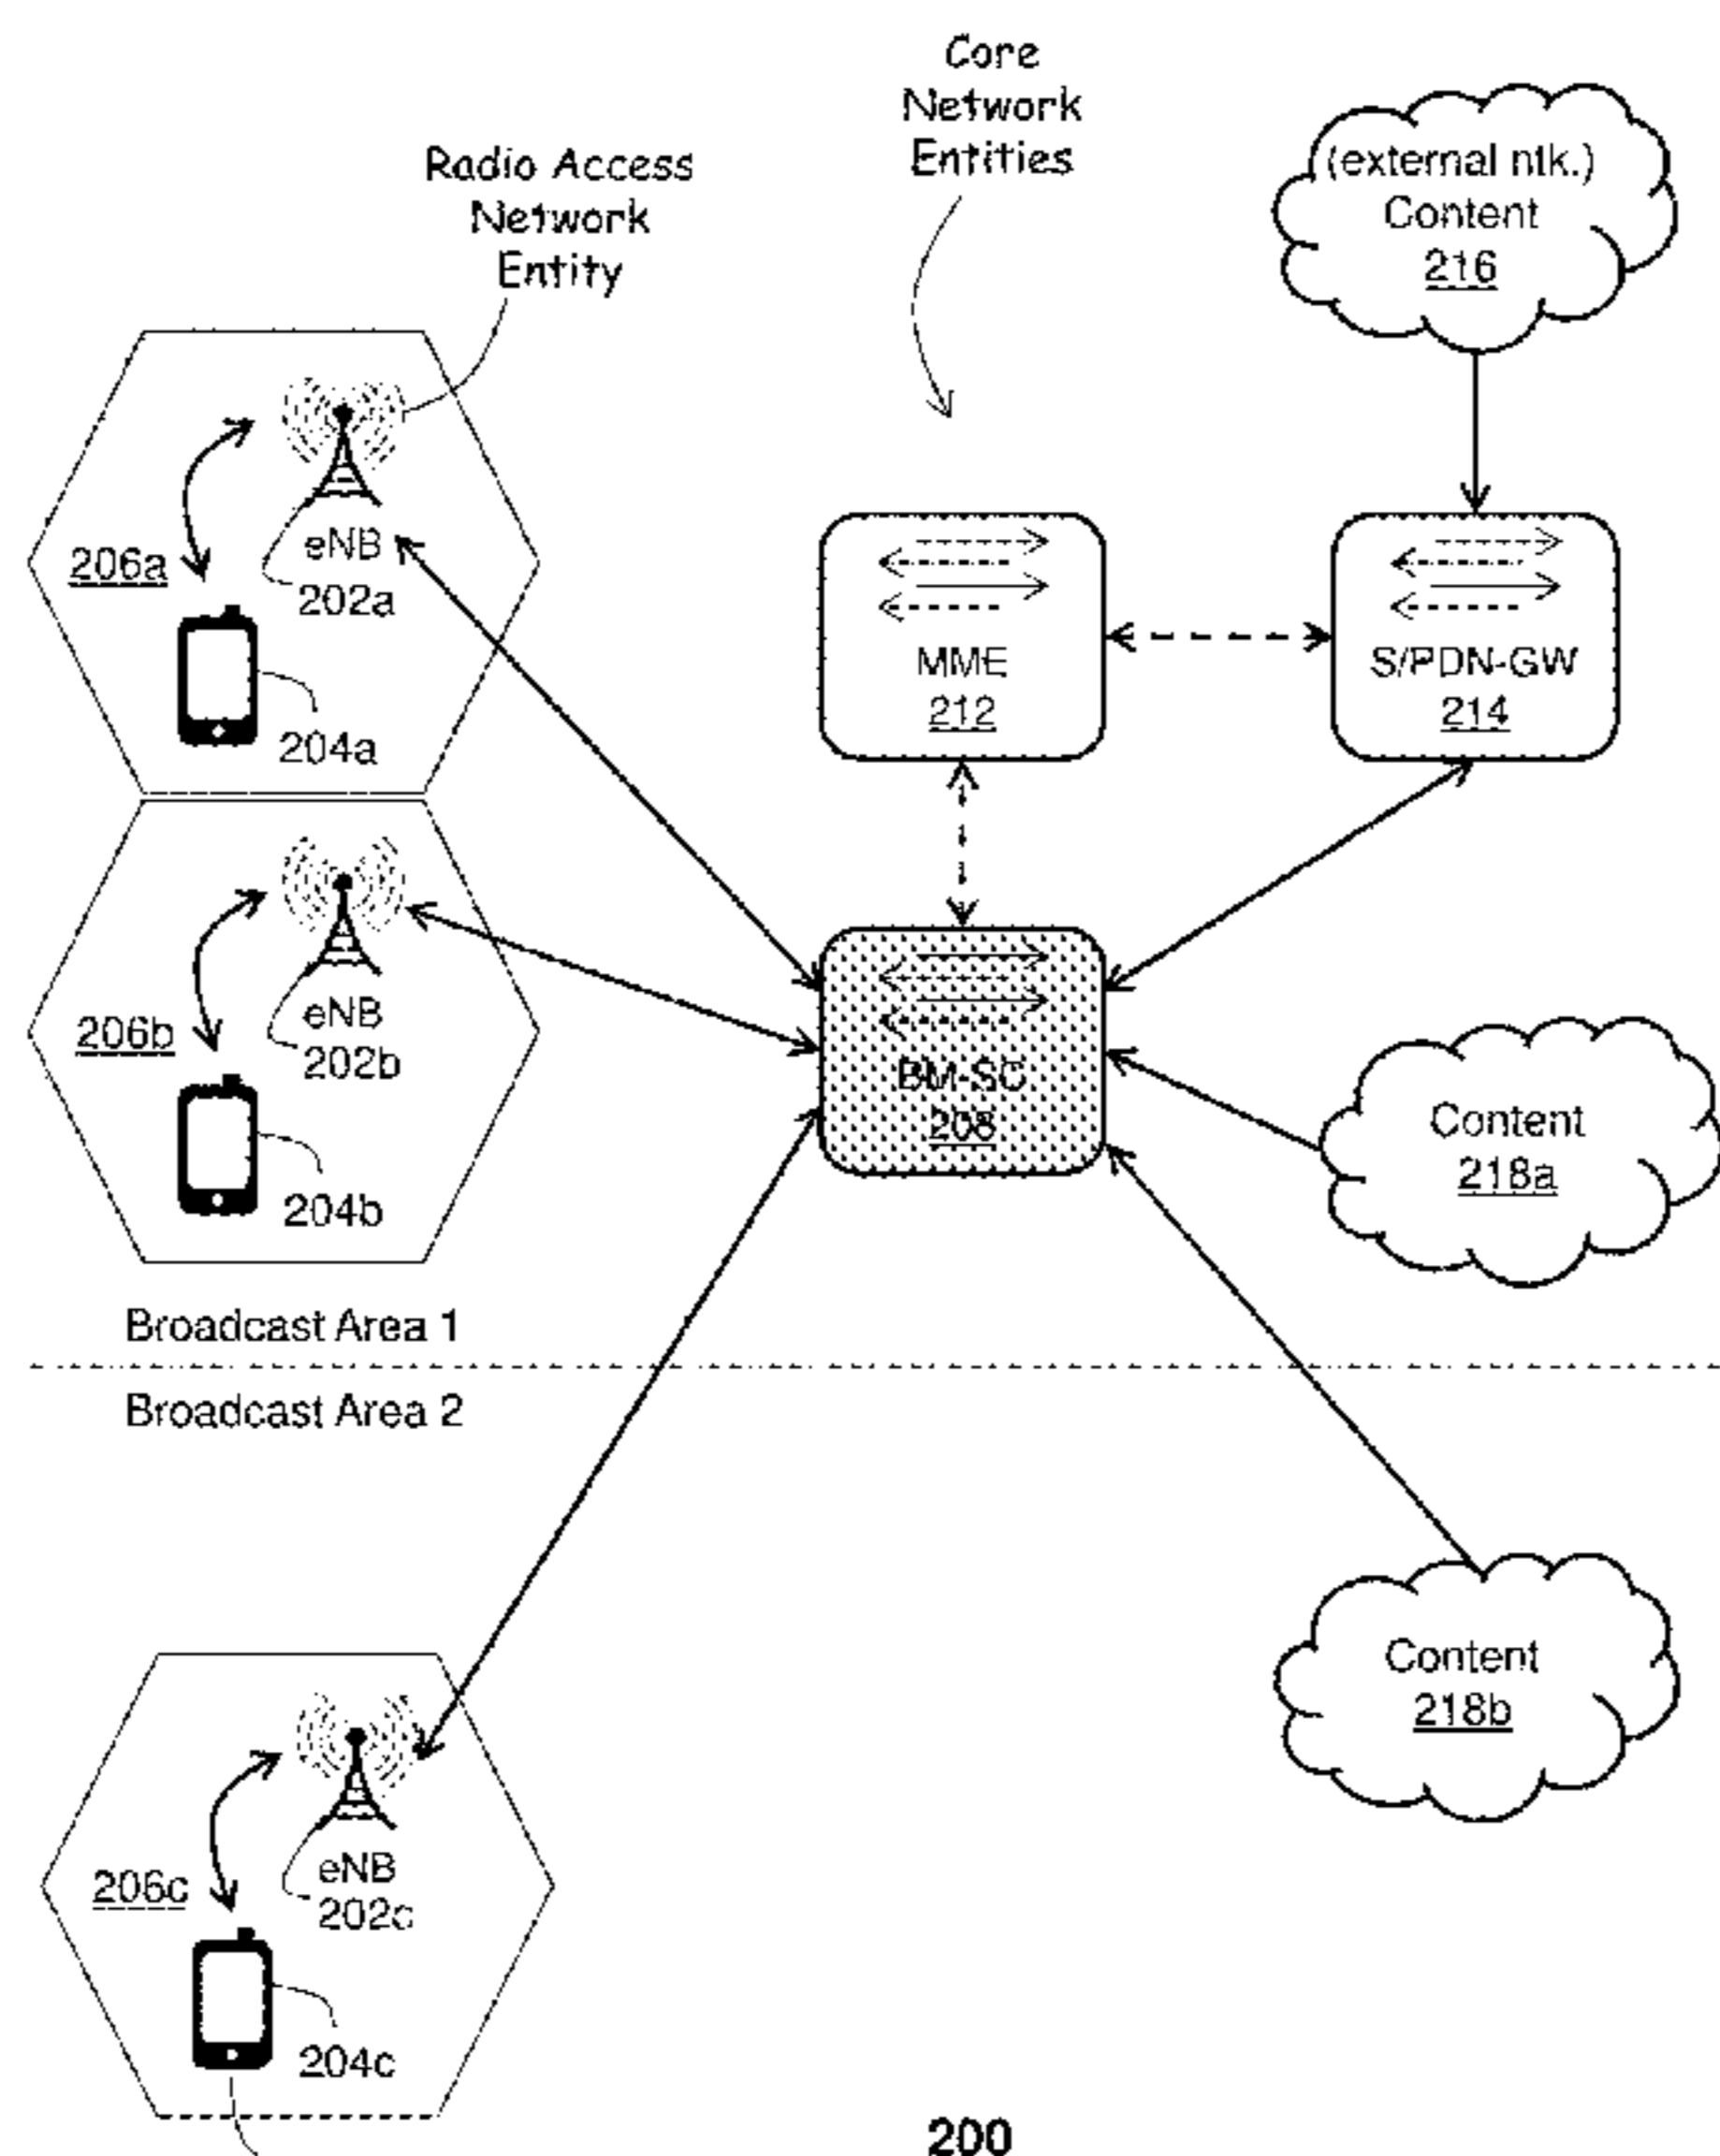 Core
Network
Entities
Radio Access
Network
Entity
(external ntk.)
Content
216
eNB
202a
206a
204a
MME
212
S/PDN-GW
214
eNB
202b
206b
204b
BM-SC
208
Content
218a
Broadcast Area 1
Broadcast Area 2
Content
218b
eNB
202c
206c
204c
200